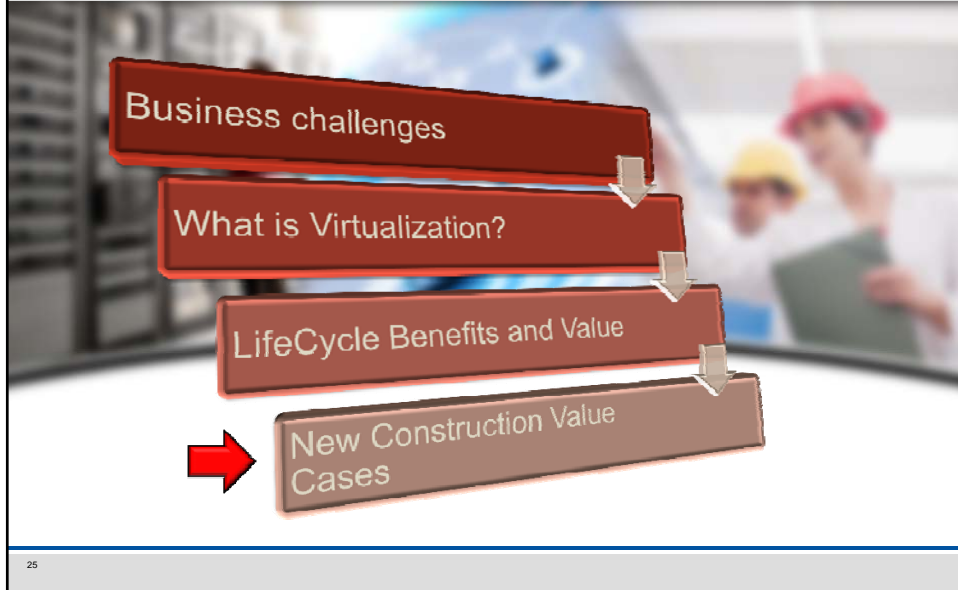 Business challenges
What is Virtualization?
LifeCycle Benefits and Value
New Construction Value
Cases
25